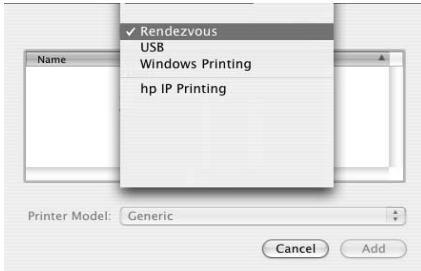 ✓ Rendezvous
USB
Windows Printing
hp IP Printing
Name
Printer Model: Generic
Cancel Add